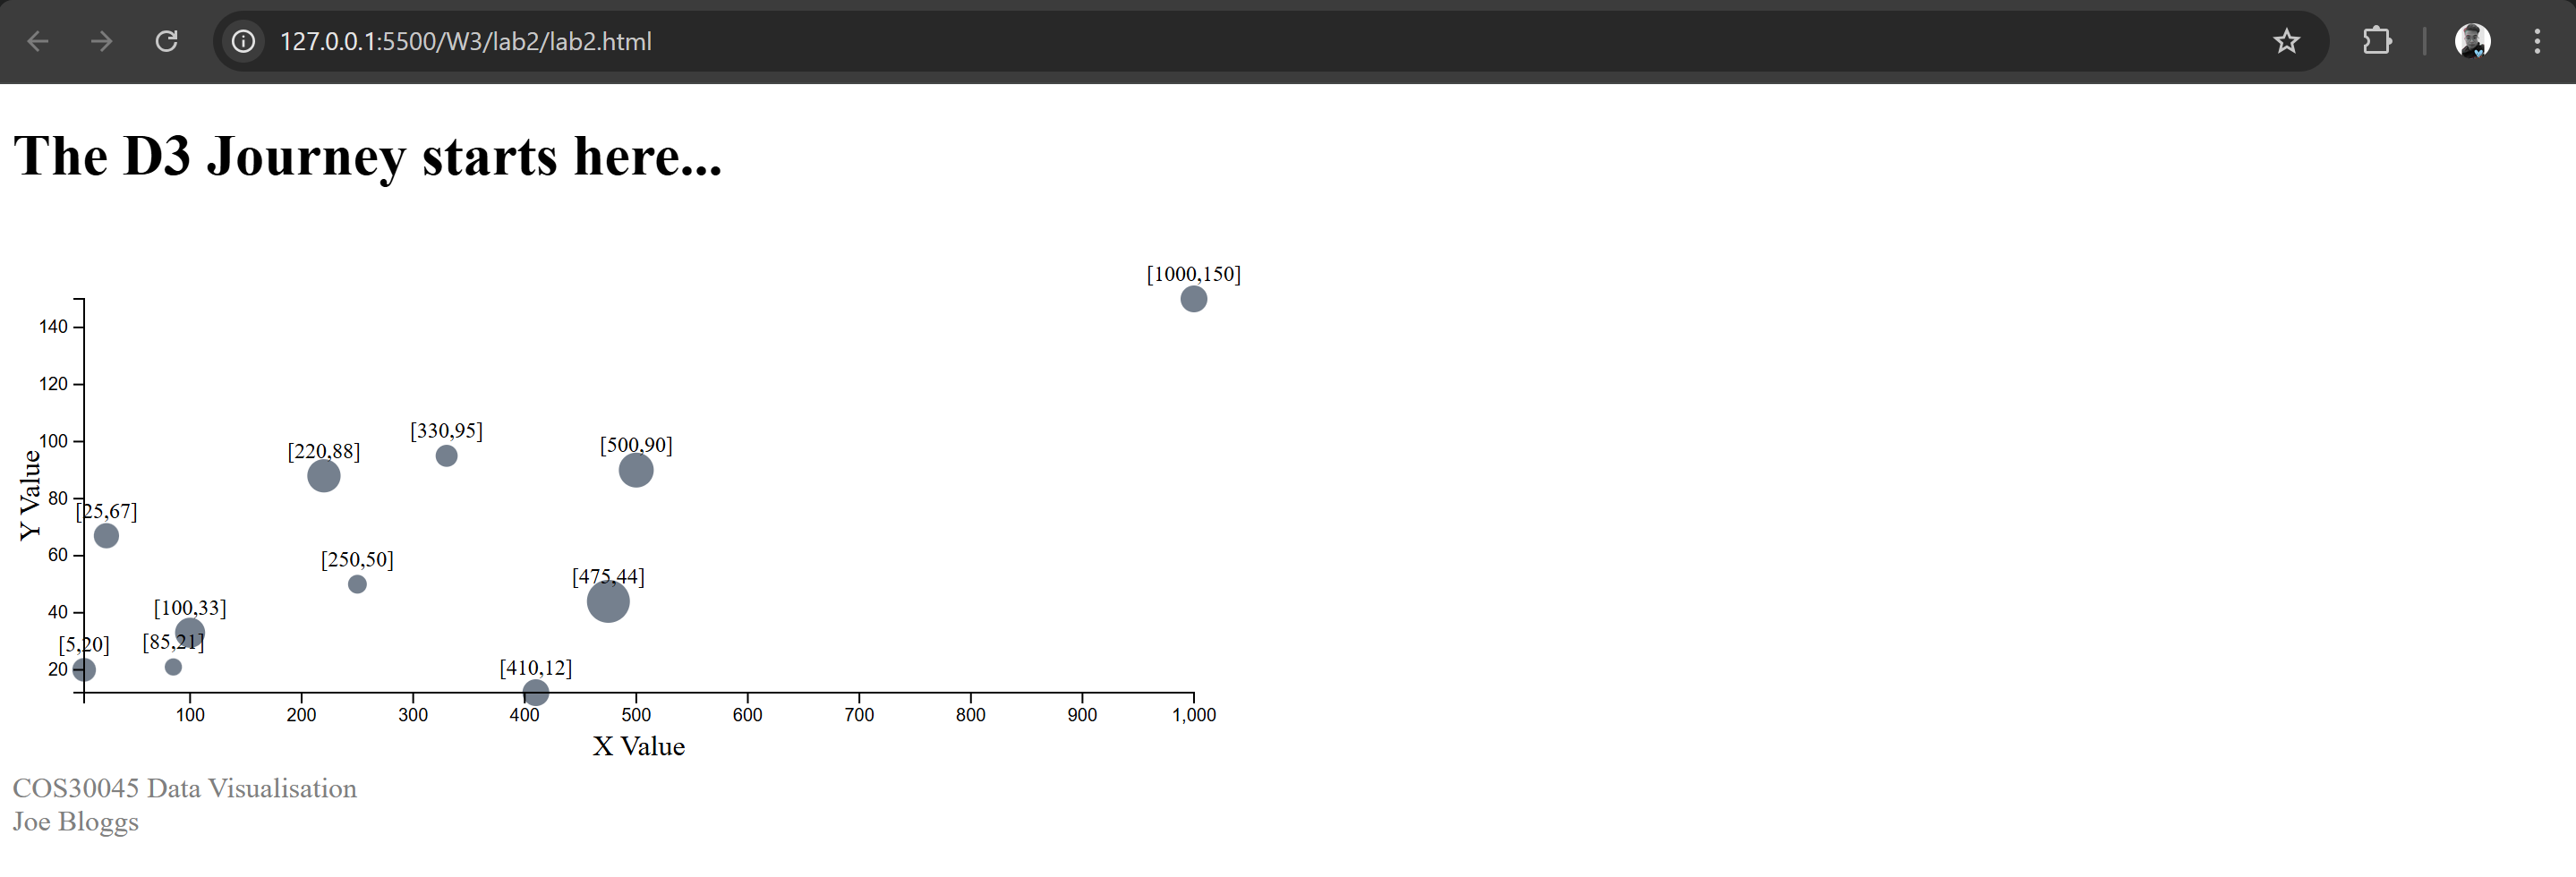 127.0.0.1:5500/W3/lab2/lab2.html
The D3 Journey starts here...
[1000,150]
140
120
[330,95]
100
[220,88]
[500,90]
Y Value
80
[25,67]
60
[250,50]
[475,44]
40
[100,33]
[5,20]
[85,21]
20
[410,12]
100 200 300 400 500 600 700 800 900 1,000
X Value
COS30045 Data Visualisation
Joe Bloggs